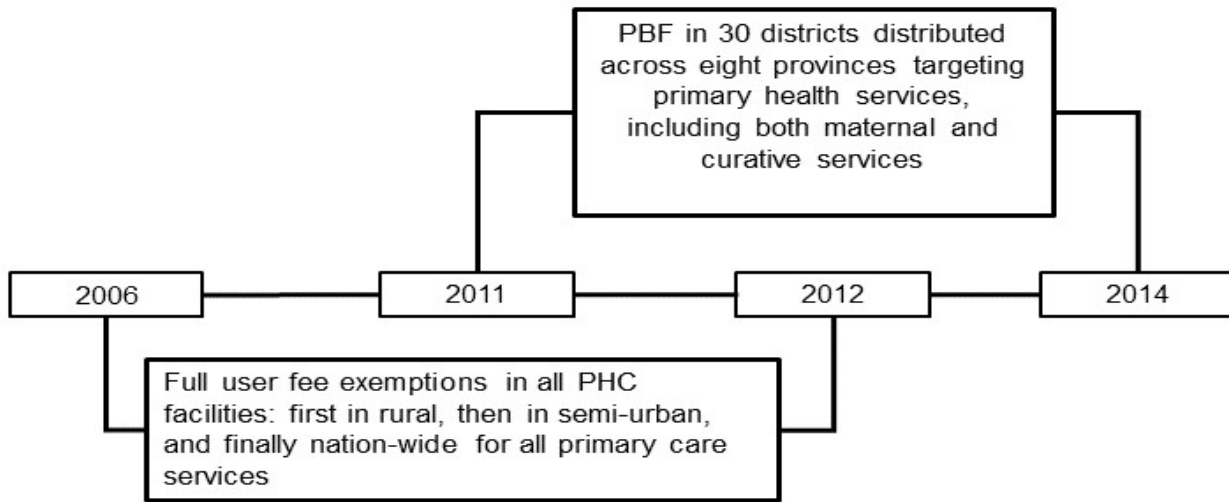 PBF in 30 districts distributed
across eight provinces targeting
primary health services,
including both maternal and
curative services
2006
2011
2012
2014
Full user fee exemptions in all PHC
facilities: first in rural, then in semi-urban,
and finally nation-wide for all primary care
services